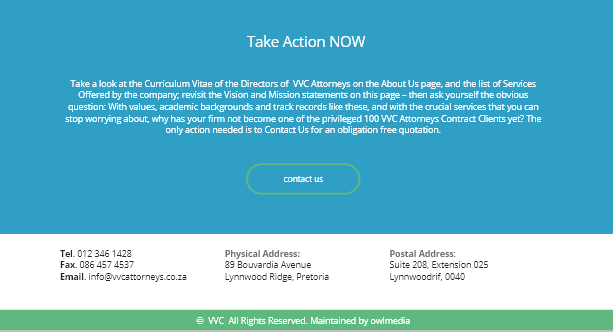 Take Action NOW
Take a look at the Curriculum Vitae of the Directors of VVC Attorneys on the About Us page, and the list of Services
Offered by the company; revisit the Vision and Mission statements on this page – then ask yourself the obvious
question: With values, academic backgrounds and track records like these, and with the crucial services that you can
stop worrying about, why has your firm not become one of the privileged 100 VVC Attorneys Contract Clients yet? The
only action needed is to Contact Us for an obligation free quotation.
contact us
Tel. 012 346 1428
Fax. 086 457 4537
Email. info@vvcattorneys.co.za
Physical Address:
89 Bouvardia Avenue
Lynnwood Ridge, Pretoria
Postal Address:
Suite 208, Extension 025
Lynnwoodrif, 0040
© VVC All Rights Reserved. Maintained by owlmedia